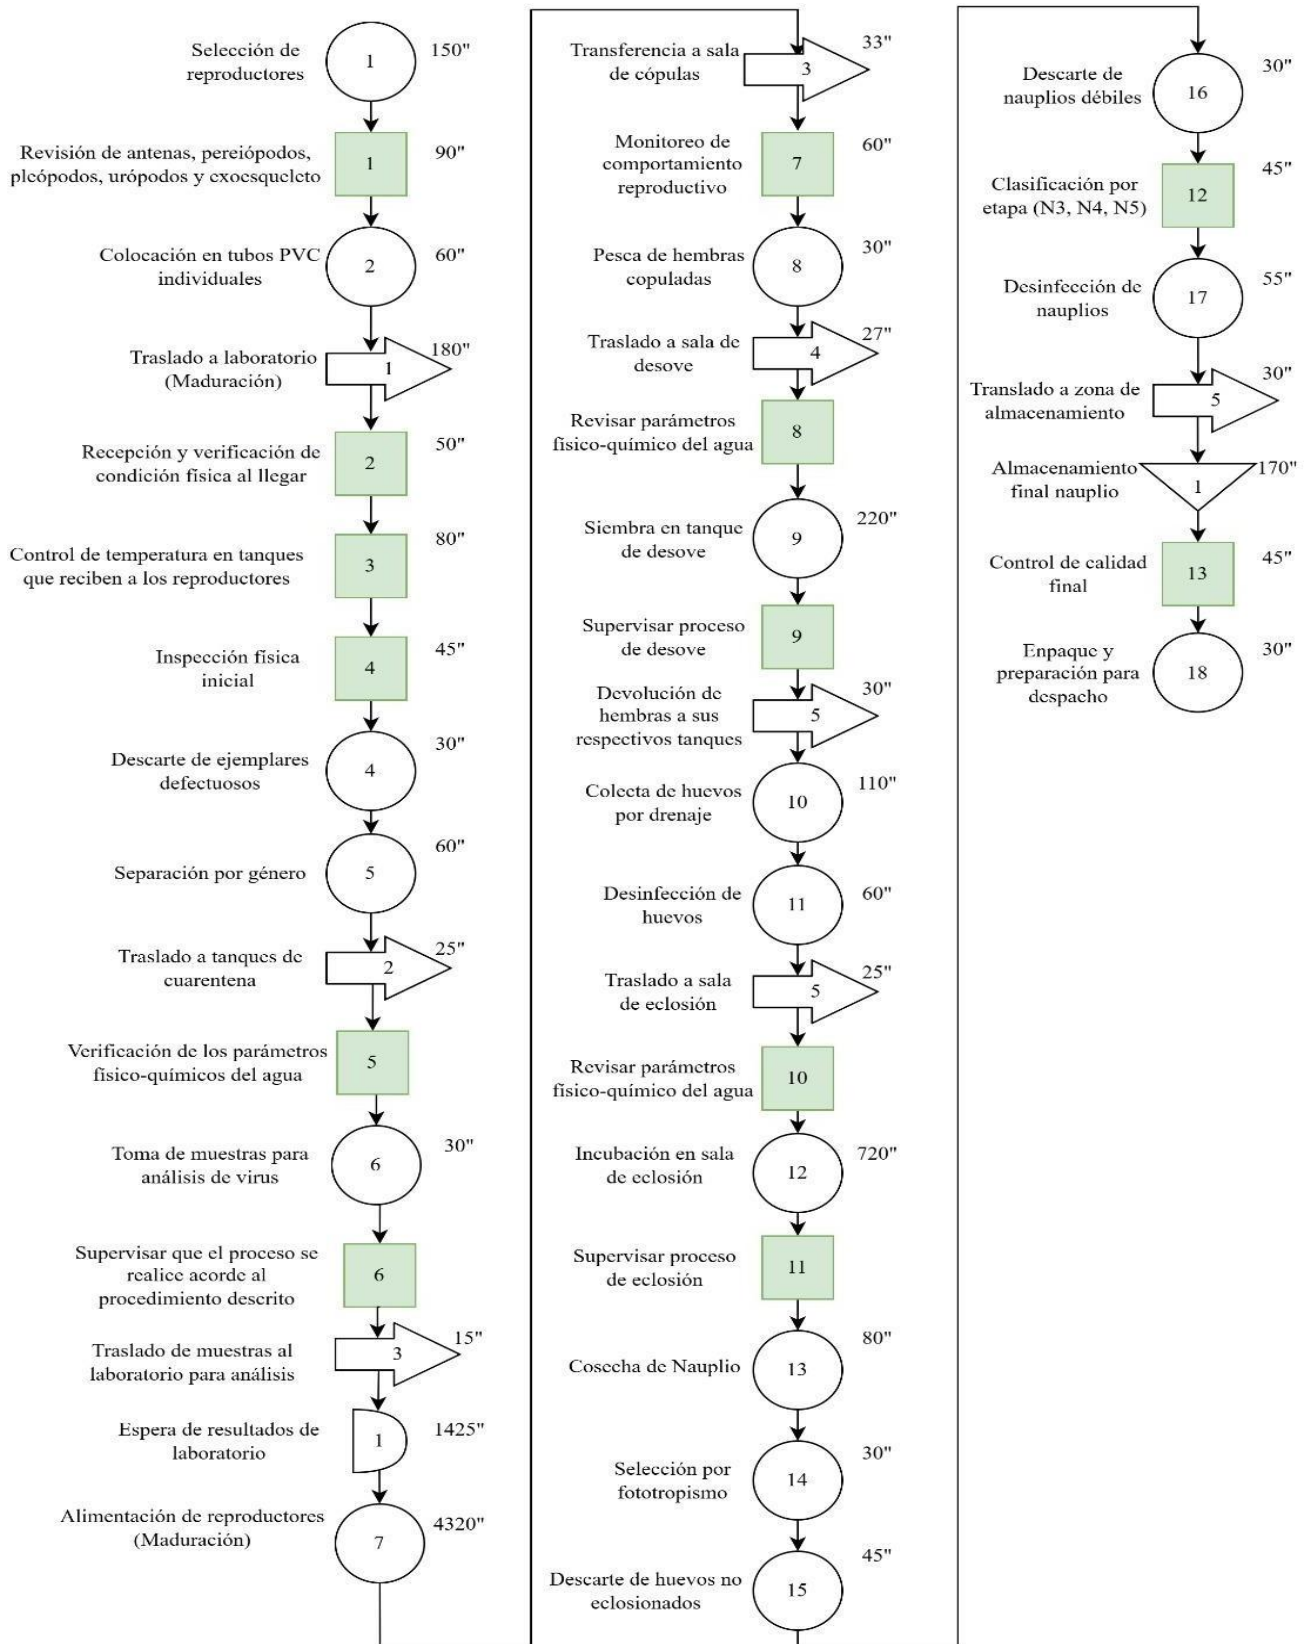 Selección de
reproductores
1
150"
Revisión de antenas, pereiópodos,
pleópodos, urópodos y exoesqueleto
1
90"
Colocación en tubos PVC
individuales
2
60"
Traslado a laboratorio
(Maduración)
1
180"
Recepción y verificación de
condición física al llegar
2
50"
Control de temperatura en tanques
que reciben a los reproductores
3
80"
Inspección física
inicial
4
45"
Descarte de ejemplares
defectuosos
4
30"
Separación por género
5
60"
Traslado a tanques de
cuarentena
2
25"
Verificación de los parámetros
físico-químicos del agua
5
Toma de muestras para
análisis de virus
6
30"
Supervisar que el proceso se
realice acorde al
procedimiento descrito
6
Traslado de muestras al
laboratorio para análisis
3
15"
Espera de resultados de
laboratorio
1
1425"
Alimentación de reproductores
(Maduración)
7
4320"
Transferencia a sala
de cópulas
3
33"
Monitoreo de
comportamiento
reproductivo
7
60"
Pesca de hembras
copuladas
8
30"
Traslado a sala de
desove
4
27"
Revisar parámetros
físico-químico del agua
8
Siembra en tanque
de desove
9
220"
Supervisar proceso
de desove
9
Devolución de
hembras a sus
respectivos tanques
5
30"
Colecta de huevos
por drenaje
10
110"
Desinfección de
huevos
11
60"
Traslado a sala
de eclosión
5
25"
Revisar parámetros
físico-químico del agua
10
Incubación en sala
de eclosión
12
720"
Supervisar proceso
de eclosión
11
Cosecha de Nauplio
13
80"
Selección por
fototropismo
14
30"
Descarte de huevos no
eclosionados
15
45"
Descarte de
nauplios débiles
16
30"
Clasificación por
etapa (N3, N4, N5)
12
45"
Desinfección de
nauplios
17
55"
Translado a zona de
almacenamiento
5
30"
Almacenamiento
final nauplio
1
170"
Control de calidad
final
13
45"
Enpaque y
preparación para
despacho
18
30"